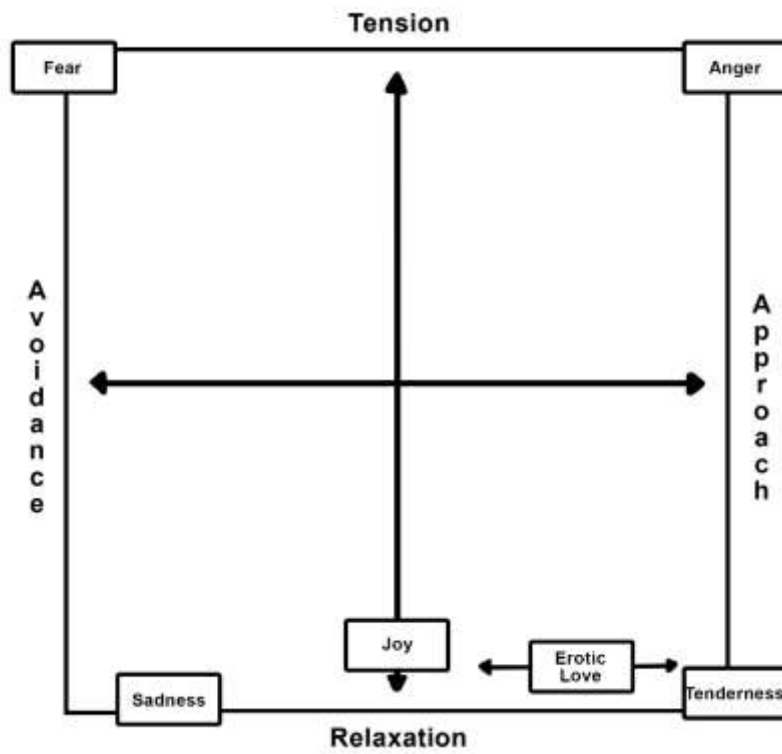 Tension
Fear
Anger
Avoidance
Approach
Joy
Erotic
Love
Sadness
Tenderness
Relaxation